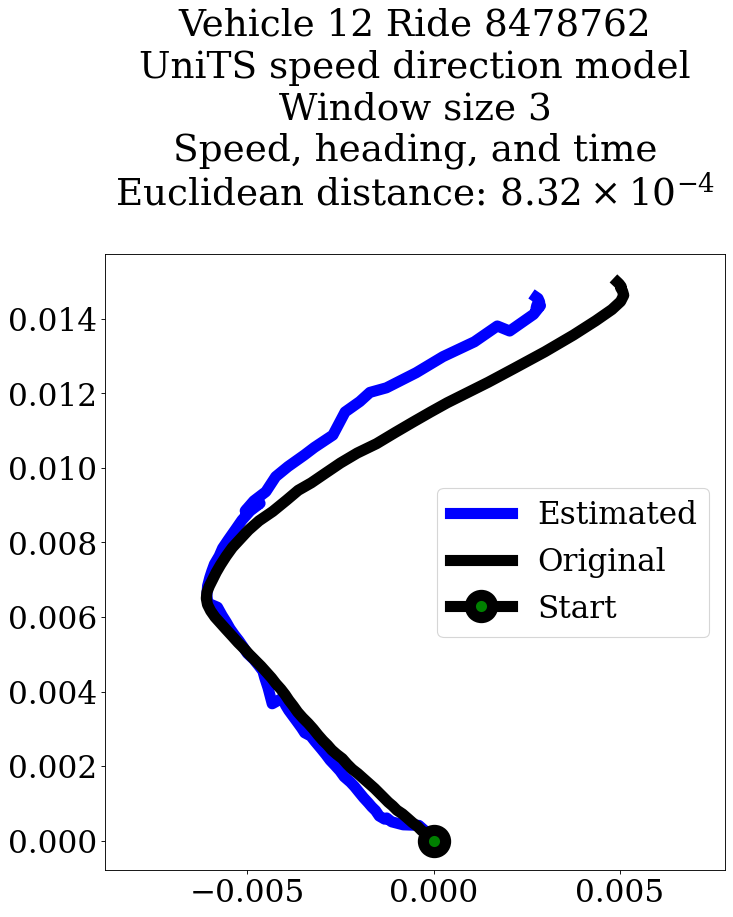 Vehicle 12 Ride 8478762
UniTS speed direction model
Window size 3
Speed, heading, and time
Euclidean distance: 8.32 × 10⁻⁴
0.014
0.012
0.010
0.008
0.006
0.004
0.002
0.000
Estimated
Original
Start
−0.005
0.000
0.005